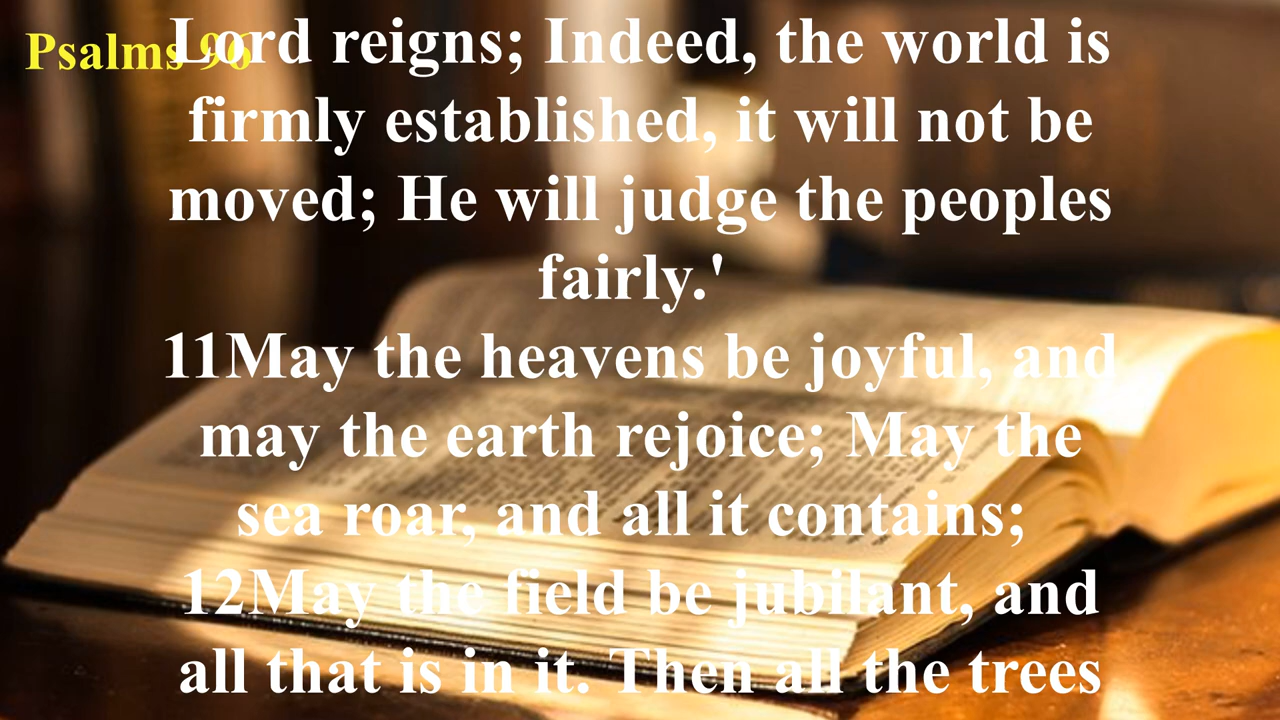 Psalms 96
Lord reigns; Indeed, the world is
firmly established, it will not be
moved; He will judge the peoples
fairly.'
11May the heavens be joyful, and
may the earth rejoice; May the
sea roar, and all it contains;
12May the field be jubilant, and
all that is in it. Then all the trees